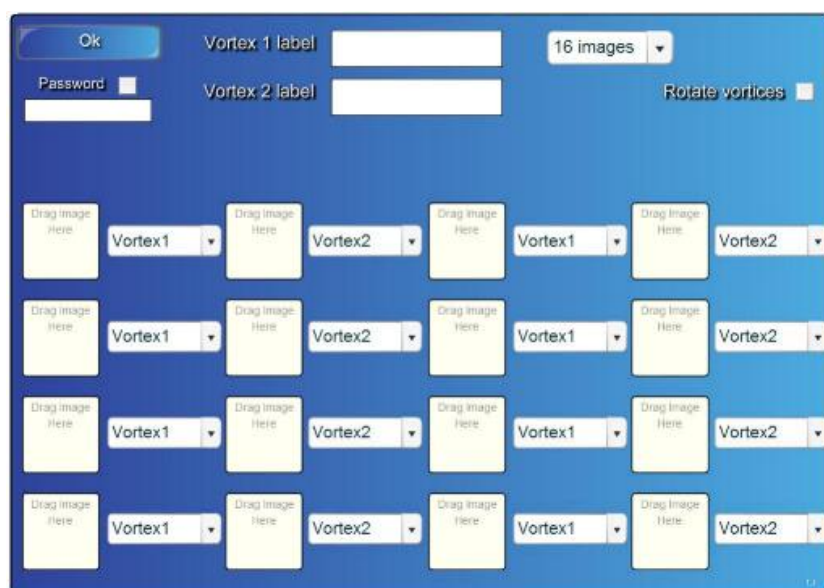 Ok
Vortex 1 label
16 images
Password
Vortex 2 label
Rotate vortices
Drag Image Here
Vortex1
Drag Image Here
Vortex2
Drag Image Here
Vortex1
Drag Image Here
Vortex2
Drag Image Here
Vortex1
Drag Image Here
Vortex2
Drag Image Here
Vortex1
Drag Image Here
Vortex2
Drag Image Here
Vortex1
Drag Image Here
Vortex2
Drag Image Here
Vortex1
Drag Image Here
Vortex2
Drag Image Here
Vortex1
Drag Image Here
Vortex2
Drag Image Here
Vortex1
Drag Image Here
Vortex2